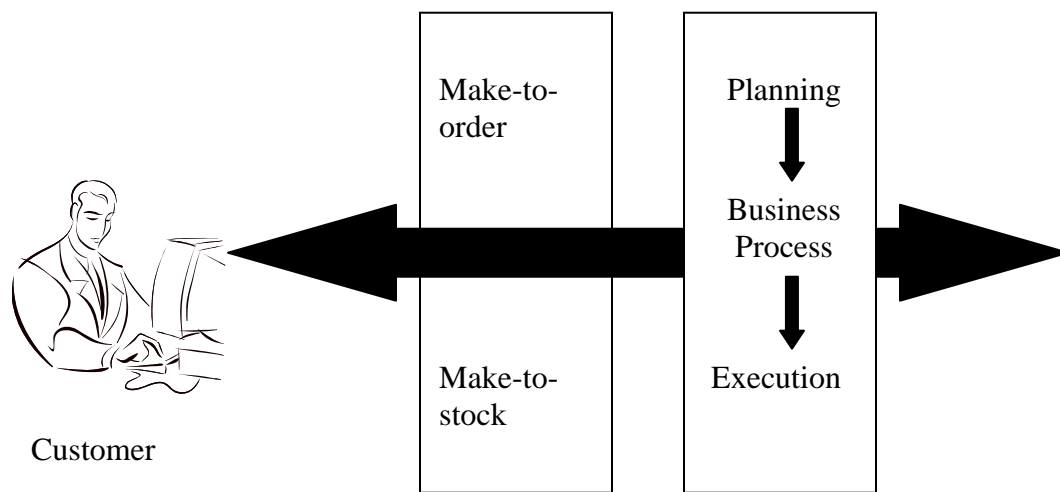 Make-to-
order
Planning
Business
Process
Make-to-
stock
Execution
Customer